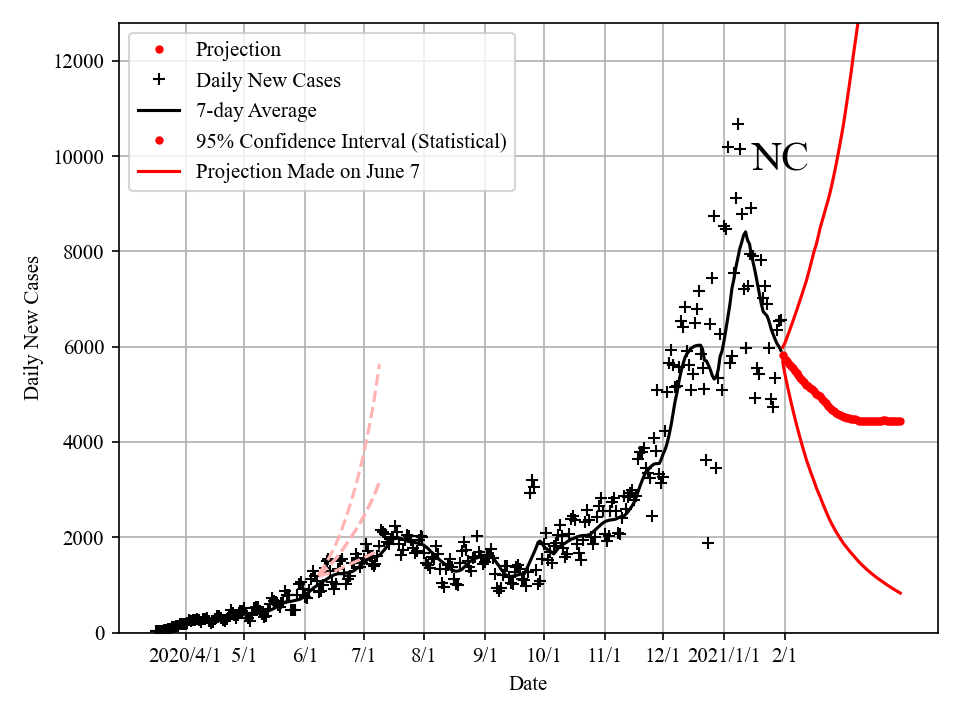 Projection
Daily New Cases
7-day Average
95% Confidence Interval (Statistical)
Projection Made on June 7
NC
Daily New Cases
12000
10000
8000
6000
4000
2000
0
2020/4/1 5/1 6/1 7/1 8/1 9/1 10/1 11/1 12/1 2021/1/1 2/1
Date